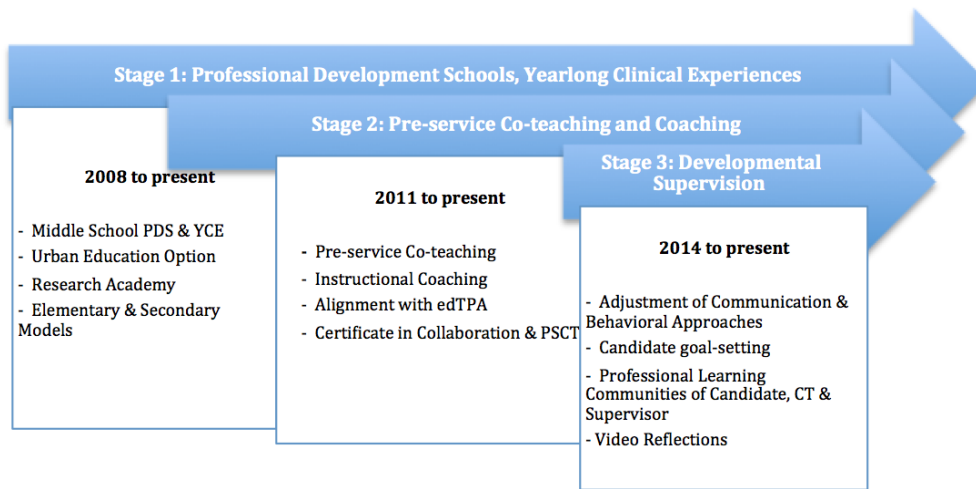 Stage 1: Professional Development Schools, Yearlong Clinical Experiences
Stage 2: Pre-service Co-teaching and Coaching
Stage 3: Developmental
Supervision
2008 to present
- Middle School PDS & YCE
- Urban Education Option
- Research Academy
- Elementary & Secondary
Models
2011 to present
- Pre-service Co-teaching
- Instructional Coaching
- Alignment with edTPA
- Certificate in Collaboration & PSCT
2014 to present
- Adjustment of Communication &
Behavioral Approaches
- Candidate goal-setting
- Professional Learning
Communities of Candidate, CT &
Supervisor
- Video Reflections